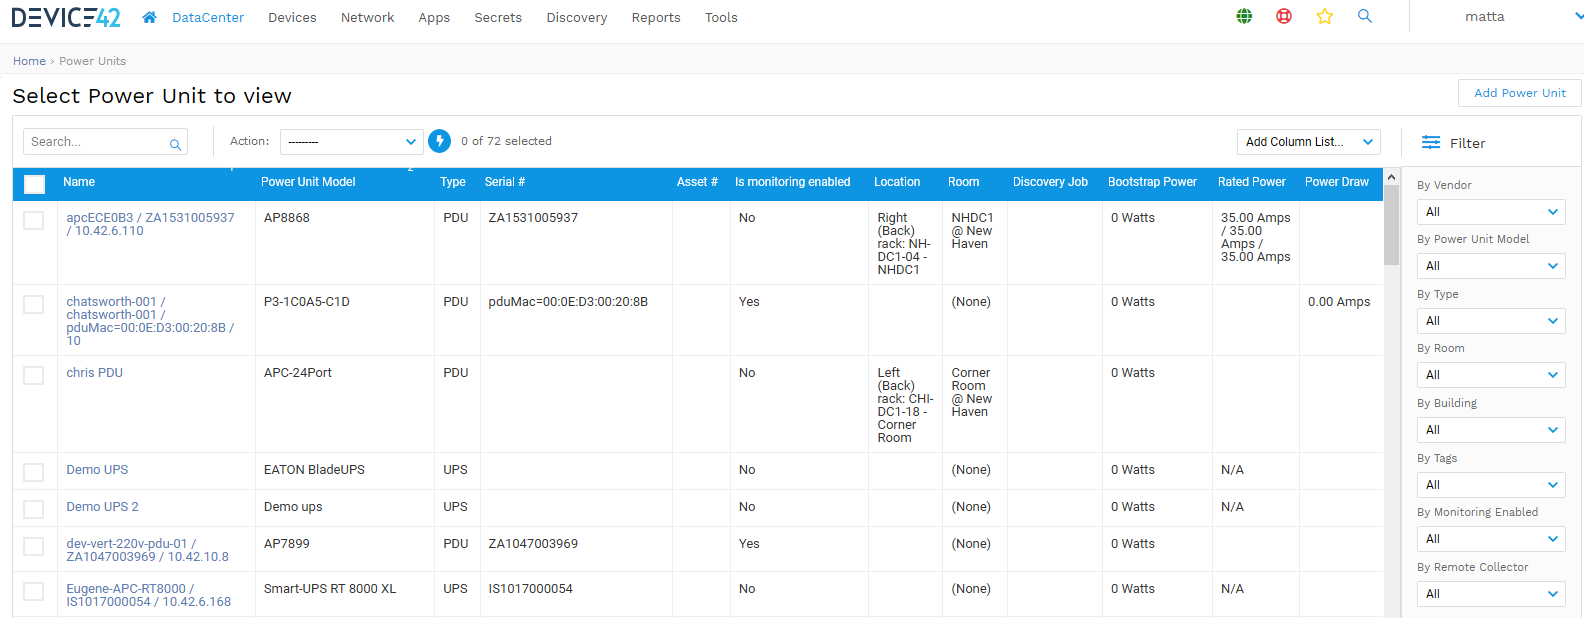 DEVICE42 DataCenter Devices Network Apps Secrets Discovery Reports Tools matta
Home › Power Units
Select Power Unit to view
Add Power Unit
Search... Action: --------- 0 of 72 selected Add Column List... Filter
Name Power Unit Model Type Serial # Asset # Is monitoring enabled Location Room Discovery Job Bootstrap Power Rated Power Power Draw
apcECE0B3 / ZA1531005937
/ 10.42.6.110
AP8868
PDU
ZA1531005937
No
Right
(Back)
rack: NH-
DC1-04 -
NHDC1
NHDC1
@ New
Haven
0 Watts
35.00 Amps
/ 35.00
Amps /
35.00 Amps
chatsworth-001 /
chatsworth-001 /
pduMac=00:0E:D3:00:20:8B /
10
P3-1C0A5-C1D
PDU
pduMac=00:0E:D3:00:20:8B
Yes
(None)
0 Watts
0.00 Amps
chris PDU
APC-24Port
PDU
No
Left
(Back)
rack: CHI-
DC1-18 -
Corner
Room
Corner
Room
@ New
Haven
0 Watts
Demo UPS
EATON BladeUPS
UPS
No
(None)
0 Watts
N/A
Demo UPS 2
Demo ups
UPS
No
(None)
0 Watts
N/A
dev-vert-220v-pdu-01 /
ZA1047003969 / 10.42.10.8
AP7899
PDU
ZA1047003969
Yes
(None)
0 Watts
Eugene-APC-RT8000 /
IS1017000054 / 10.42.6.168
Smart-UPS RT 8000 XL
UPS
IS1017000054
No
(None)
0 Watts
N/A
By Vendor
All
By Power Unit Model
All
By Type
All
By Room
All
By Building
All
By Tags
All
By Monitoring Enabled
All
By Remote Collector
All